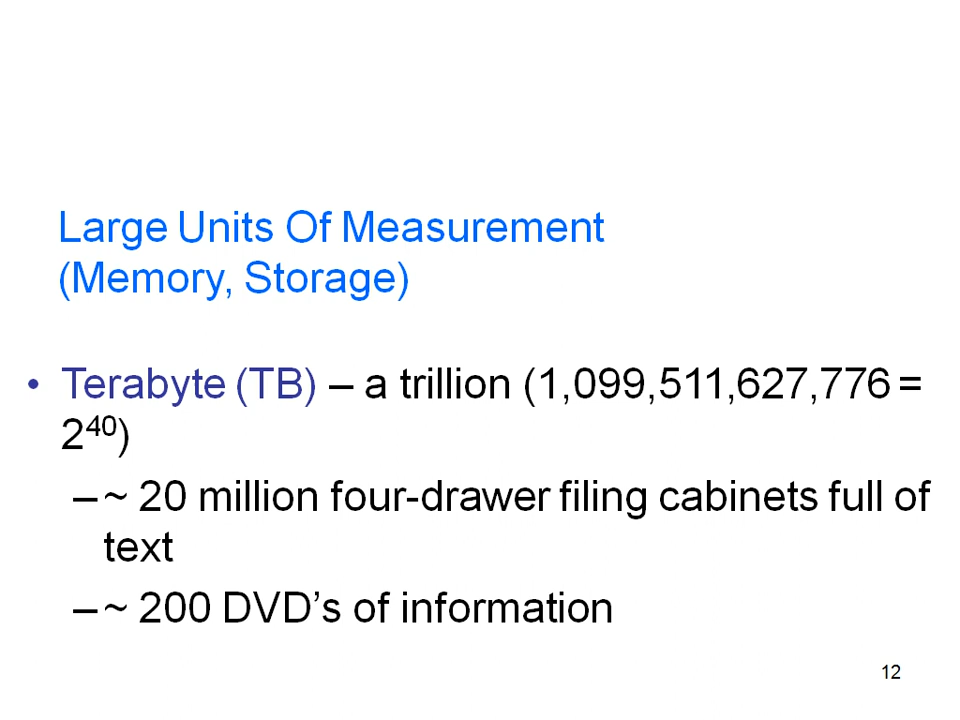 Large Units Of Measurement
(Memory, Storage)
• Terabyte (TB) – a trillion (1,099,511,627,776 =
2⁴⁰)
–~ 20 million four-drawer filing cabinets full of
text
–~ 200 DVD’s of information
12